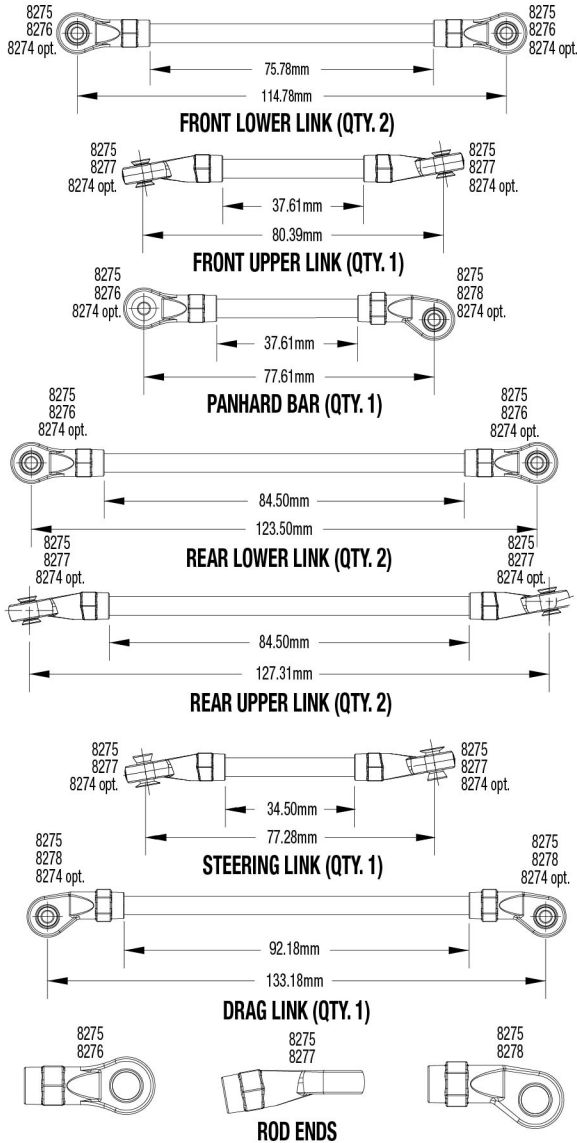 8275
8276
8274 opt.
8275
8276
8274 opt.
75.78mm
114.78mm
FRONT LOWER LINK (QTY. 2)
8275
8277
8274 opt.
8275
8277
8274 opt.
37.61mm
80.39mm
FRONT UPPER LINK (QTY. 1)
8275
8276
8274 opt.
8275
8278
8274 opt.
37.61mm
77.61mm
PANHARD BAR (QTY. 1)
8275
8276
8274 opt.
8275
8276
8274 opt.
84.50mm
123.50mm
REAR LOWER LINK (QTY. 2)
8275
8277
8274 opt.
8275
8277
8274 opt.
84.50mm
127.31mm
REAR UPPER LINK (QTY. 2)
8275
8277
8274 opt.
8275
8277
8274 opt.
34.50mm
77.28mm
STEERING LINK (QTY. 1)
8275
8278
8274 opt.
8275
8278
8274 opt.
92.18mm
133.18mm
DRAG LINK (QTY. 1)
8275
8276
8275
8277
8275
8278
ROD ENDS